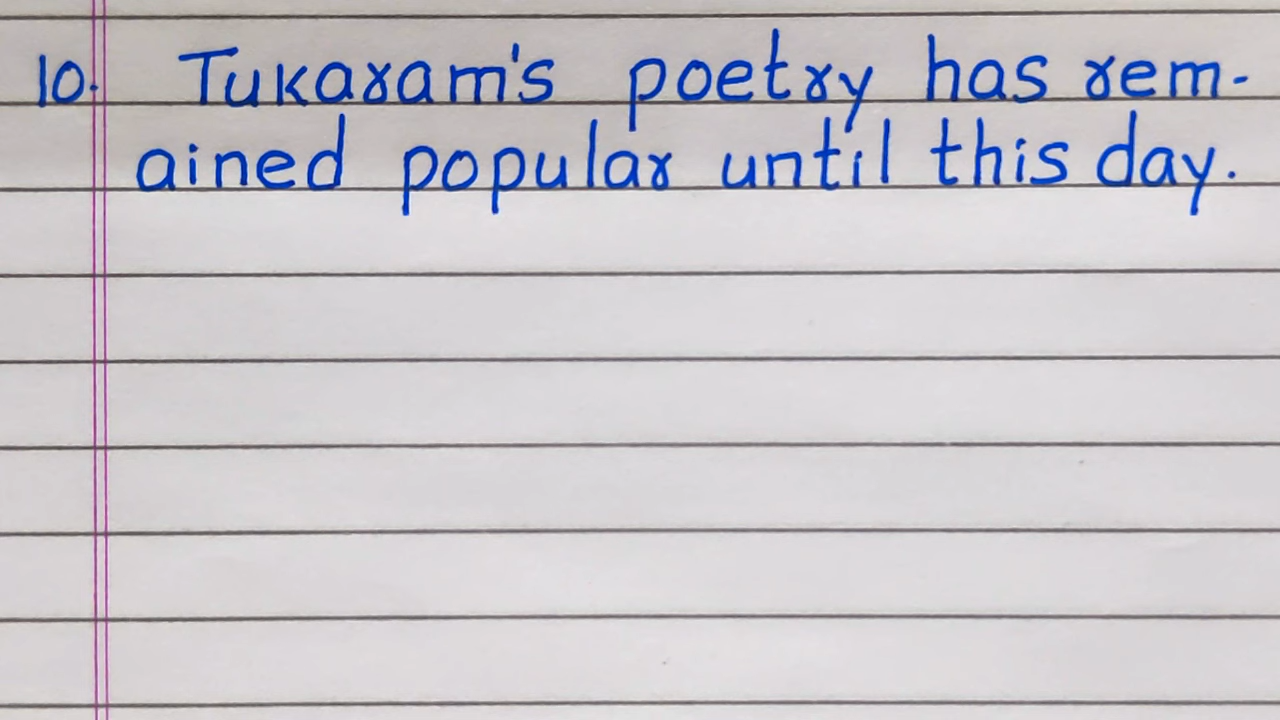 10. Tukaram's poetry has rem-
ained popular until this day.